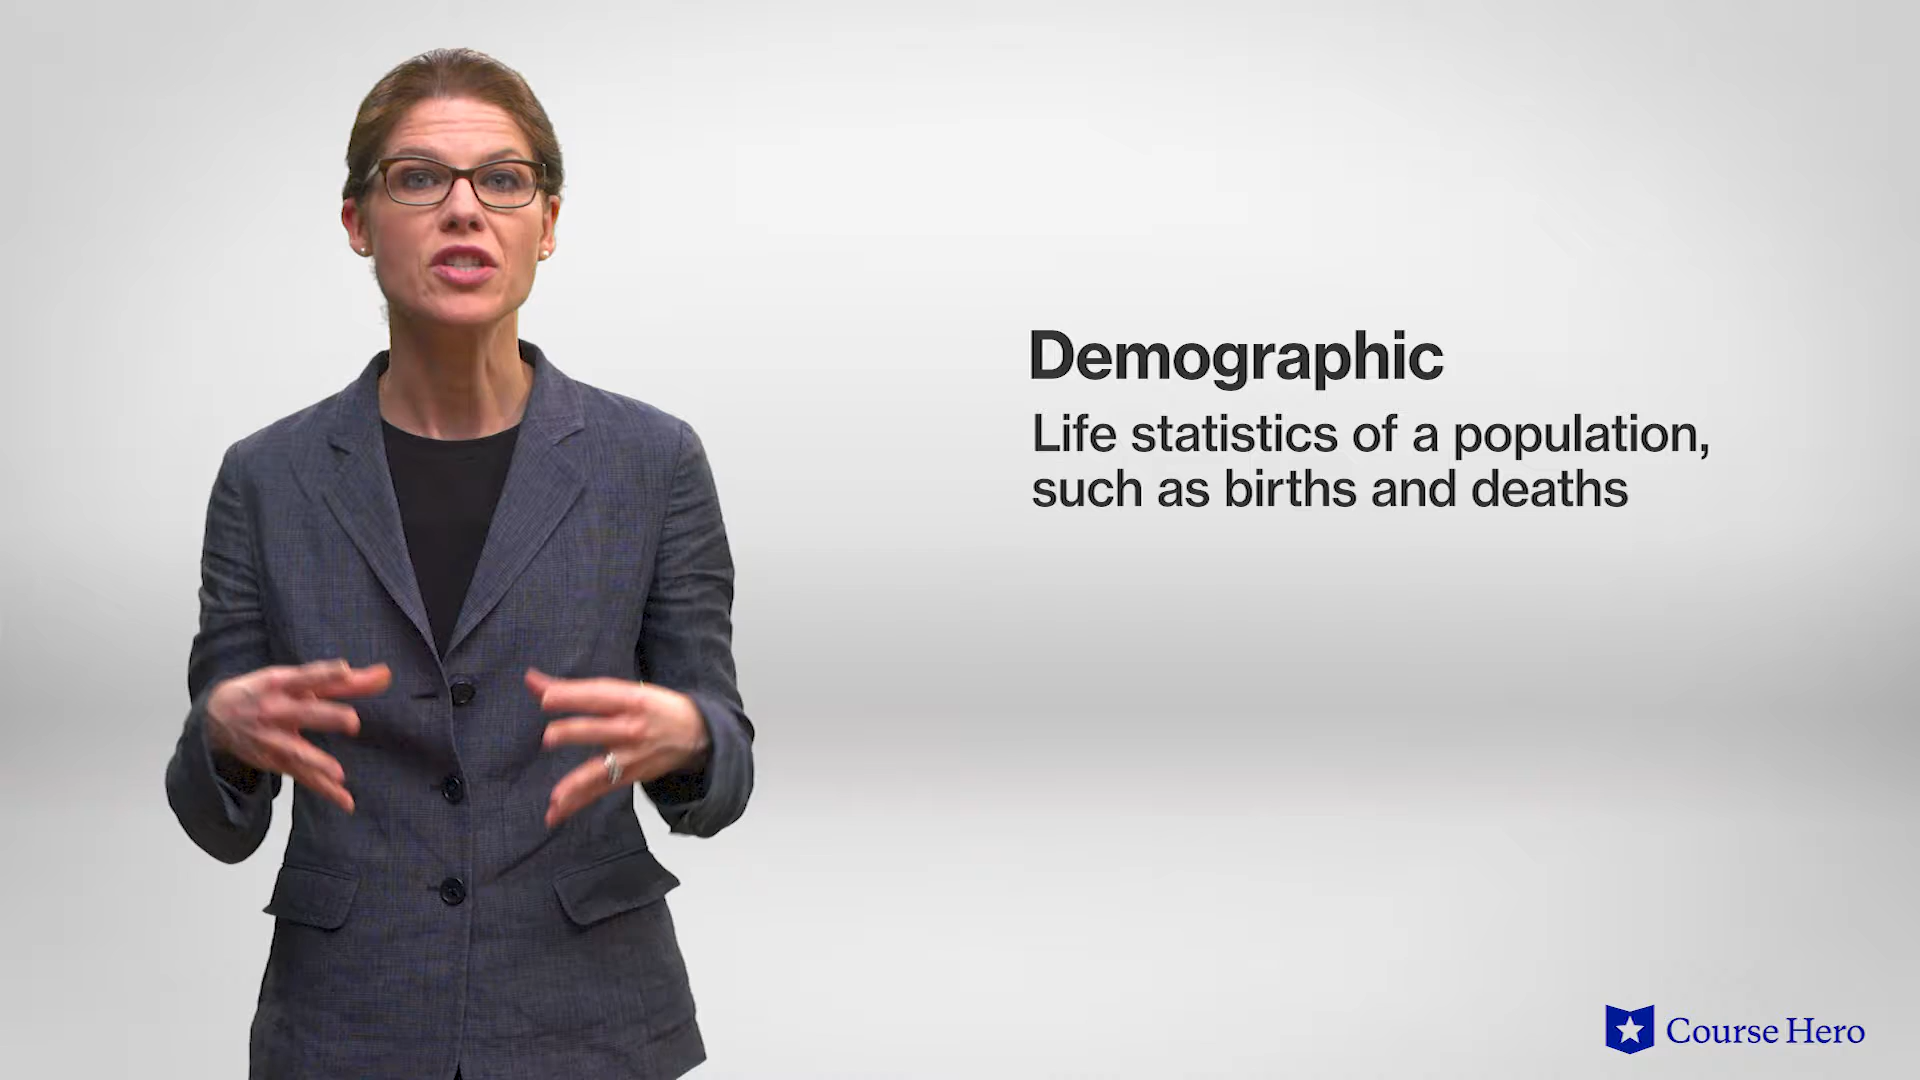 Demographic
Life statistics of a population,
such as births and deaths
Course Hero